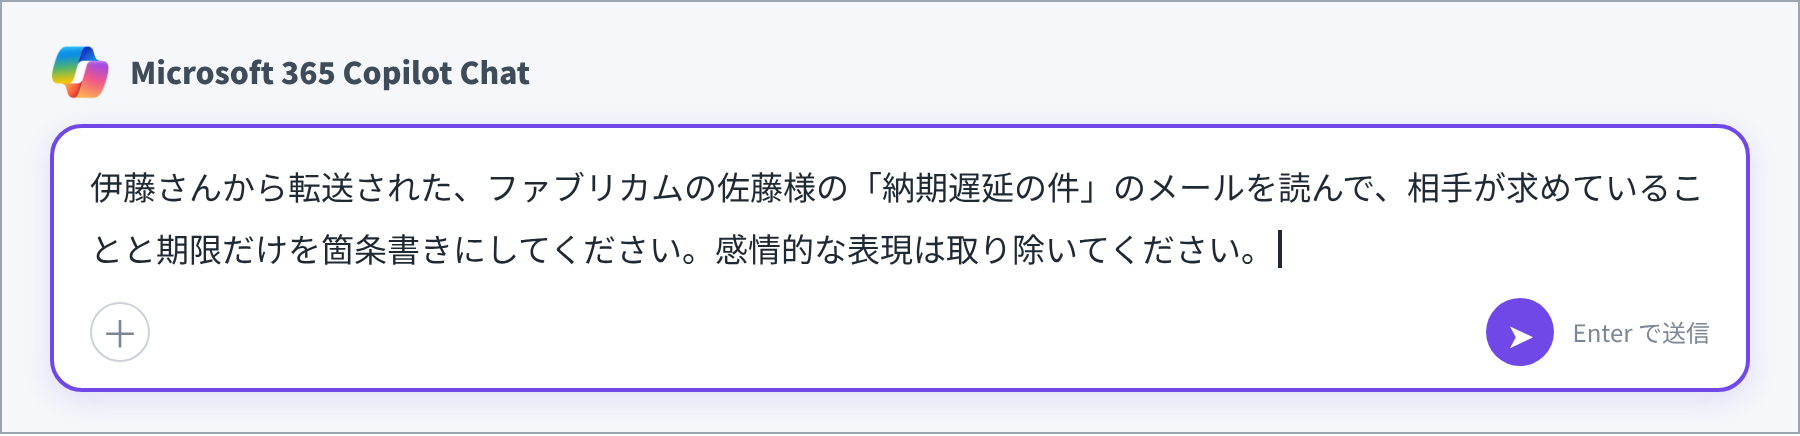 Microsoft 365 Copilot Chat
伊藤さんから転送された、ファブリカムの佐藤様の「納期遅延の件」のメールを読んで、相手が求めているこ
とと期限だけを箇条書きにしてください。感情的な表現は取り除いてください。
Enter で送信